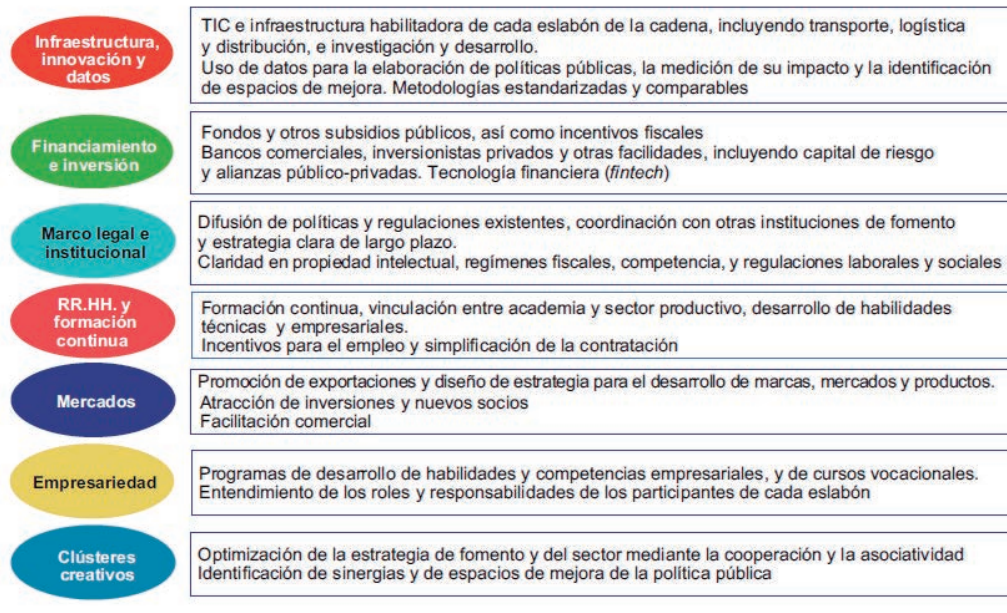 Infraestructura,
innovación y
datos
TIC e infraestructura habilitadora de cada eslabón de la cadena, incluyendo transporte, logística
y distribución, e investigación y desarrollo.
Uso de datos para la elaboración de políticas públicas, la medición de su impacto y la identificación
de espacios de mejora. Metodologías estandarizadas y comparables
Financiamiento
e inversión
Fondos y otros subsidios públicos, así como incentivos fiscales
Bancos comerciales, inversionistas privados y otras facilidades, incluyendo capital de riesgo
y alianzas público-privadas. Tecnología financiera (fintech)
Marco legal e
institucional
Difusión de políticas y regulaciones existentes, coordinación con otras instituciones de fomento
y estrategia clara de largo plazo.
Claridad en propiedad intelectual, regímenes fiscales, competencia, y regulaciones laborales y sociales
RR.HH. y
formación
continua
Formación continua, vinculación entre academia y sector productivo, desarrollo de habilidades
técnicas y empresariales.
Incentivos para el empleo y simplificación de la contratación
Mercados
Promoción de exportaciones y diseño de estrategia para el desarrollo de marcas, mercados y productos.
Atracción de inversiones y nuevos socios
Facilitación comercial
Empresariedad
Programas de desarrollo de habilidades y competencias empresariales, y de cursos vocacionales.
Entendimiento de los roles y responsabilidades de los participantes de cada eslabón
Clústeres
creativos
Optimización de la estrategia de fomento y del sector mediante la cooperación y la asociatividad
Identificación de sinergias y de espacios de mejora de la política pública